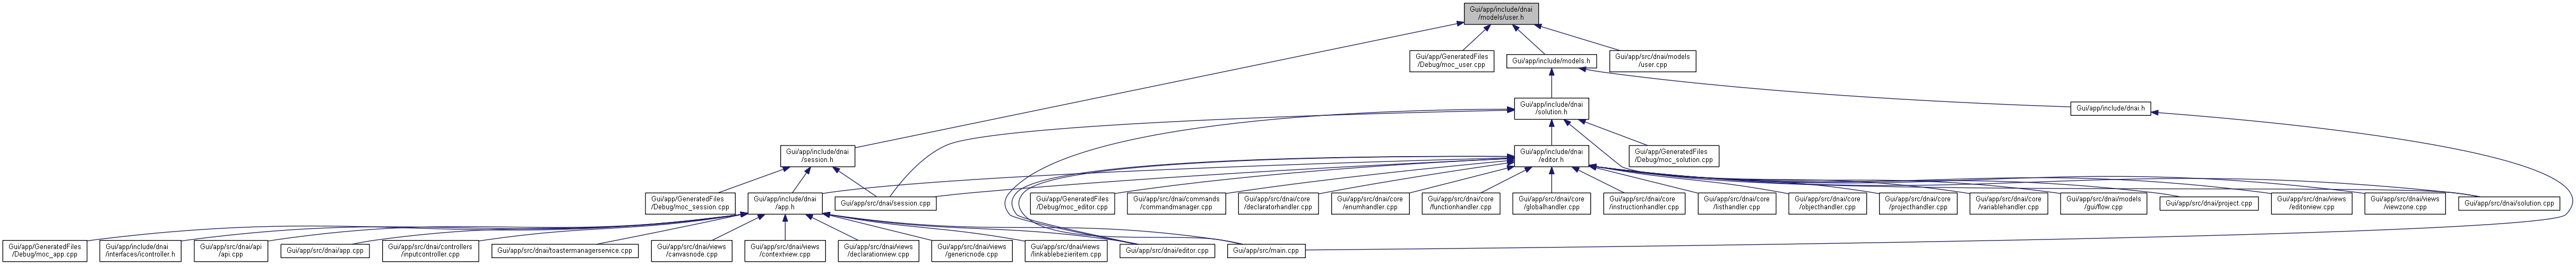 Gui/app/include/dnai
/models/user.h
Gui/app/GeneratedFiles
/Debug/moc_user.cpp
Gui/app/include/models.h
Gui/app/src/dnai/models
/user.cpp
Gui/app/include/dnai
/solution.h
Gui/app/include/dnai.h
Gui/app/include/dnai
/session.h
Gui/app/include/dnai
/editor.h
Gui/app/GeneratedFiles
/Debug/moc_solution.cpp
Gui/app/GeneratedFiles
/Debug/moc_session.cpp
Gui/app/include/dnai
/app.h
Gui/app/src/dnai/session.cpp
Gui/app/GeneratedFiles
/Debug/moc_editor.cpp
Gui/app/src/dnai/commands
/commandmanager.cpp
Gui/app/src/dnai/core
/declaratorhandler.cpp
Gui/app/src/dnai/core
/enumhandler.cpp
Gui/app/src/dnai/core
/functionhandler.cpp
Gui/app/src/dnai/core
/globalhandler.cpp
Gui/app/src/dnai/core
/instructionhandler.cpp
Gui/app/src/dnai/core
/listhandler.cpp
Gui/app/src/dnai/core
/objecthandler.cpp
Gui/app/src/dnai/core
/projecthandler.cpp
Gui/app/src/dnai/core
/variablehandler.cpp
Gui/app/src/dnai/models
/gui/flow.cpp
Gui/app/src/dnai/project.cpp
Gui/app/src/dnai/views
/editorview.cpp
Gui/app/src/dnai/views
/viewzone.cpp
Gui/app/src/dnai/solution.cpp
Gui/app/GeneratedFiles
/Debug/moc_app.cpp
Gui/app/include/dnai
/interfaces/icontroller.h
Gui/app/src/dnai/api
/api.cpp
Gui/app/src/dnai/app.cpp
Gui/app/src/dnai/controllers
/inputcontroller.cpp
Gui/app/src/dnai/toastermanagerservice.cpp
Gui/app/src/dnai/views
/canvasnode.cpp
Gui/app/src/dnai/views
/contextview.cpp
Gui/app/src/dnai/views
/declarationview.cpp
Gui/app/src/dnai/views
/genericnode.cpp
Gui/app/src/dnai/views
/linkablebezieritem.cpp
Gui/app/src/dnai/editor.cpp
Gui/app/src/main.cpp